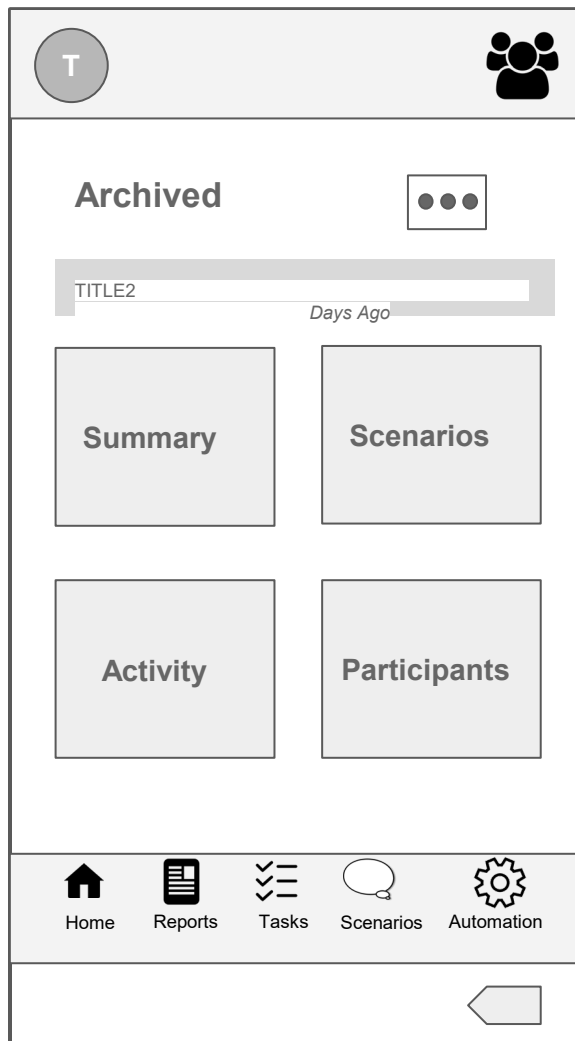 T
Archived
TITLE2
Days Ago
Summary
Scenarios
Activity
Participants
Home
Reports
Tasks
Scenarios
Automation